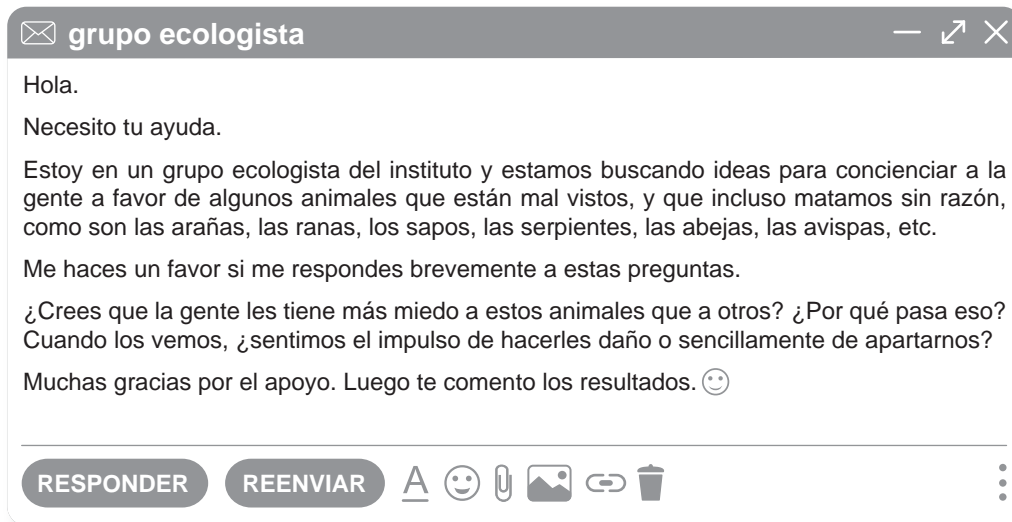 grupo ecologista
Hola.
Necesito tu ayuda.
Estoy en un grupo ecologista del instituto y estamos buscando ideas para concienciar a la
gente a favor de algunos animales que están mal vistos, y que incluso matamos sin razón,
como son las arañas, las ranas, los sapos, las serpientes, las abejas, las avispas, etc.
Me haces un favor si me respondes brevemente a estas preguntas.
¿Crees que la gente les tiene más miedo a estos animales que a otros? ¿Por qué pasa eso?
Cuando los vemos, ¿sentimos el impulso de hacerles daño o sencillamente de apartarnos?
Muchas gracias por el apoyo. Luego te comento los resultados.
RESPONDER REENVIAR A